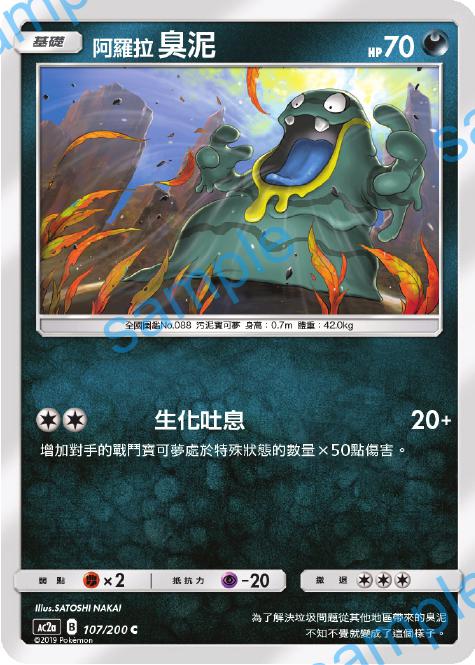 基礎 阿羅拉 臭泥 HP 70
全國圖鑑No.088 污泥寶可夢 身高：0.7m 體重：42.0kg
生化吐息 20+
增加對手的戰鬥寶可夢處於特殊狀態的數量×50點傷害。
弱點 ×2 抵抗力 -20 撤退
Illus.SATOSHI NAKAI
AC2a B 107/200 C
©2019 Pokémon
為了解決垃圾問題從其他地區帶來的臭泥
不知不覺就變成了這個樣子。
sample
sample
sample
sample